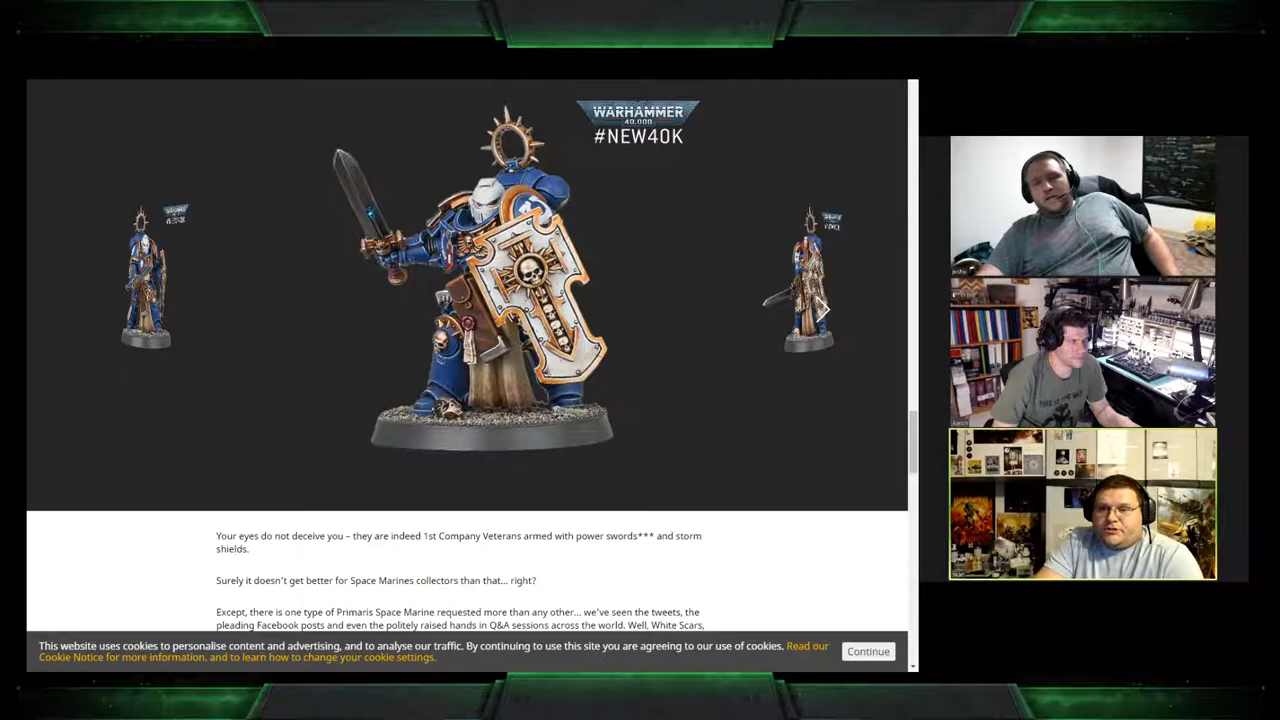 WARHAMMER
40,000
#NEW40K
Your eyes do not deceive you – they are indeed 1st Company Veterans armed with power swords*** and storm
shields.
Surely it doesn't get better for Space Marines collectors than that… right?
Except, there is one type of Primaris Space Marine requested more than any other… we've seen the tweets, the
pleading Facebook posts and even the politely raised hands in Q&A sessions across the world. Well, White Scars,
This website uses cookies to personalise content and advertising, and to analyse our traffic. By continuing to use this site you are agreeing to our use of cookies. Read our
Cookie Notice for more information, and to learn how to change your cookie settings.
Continue